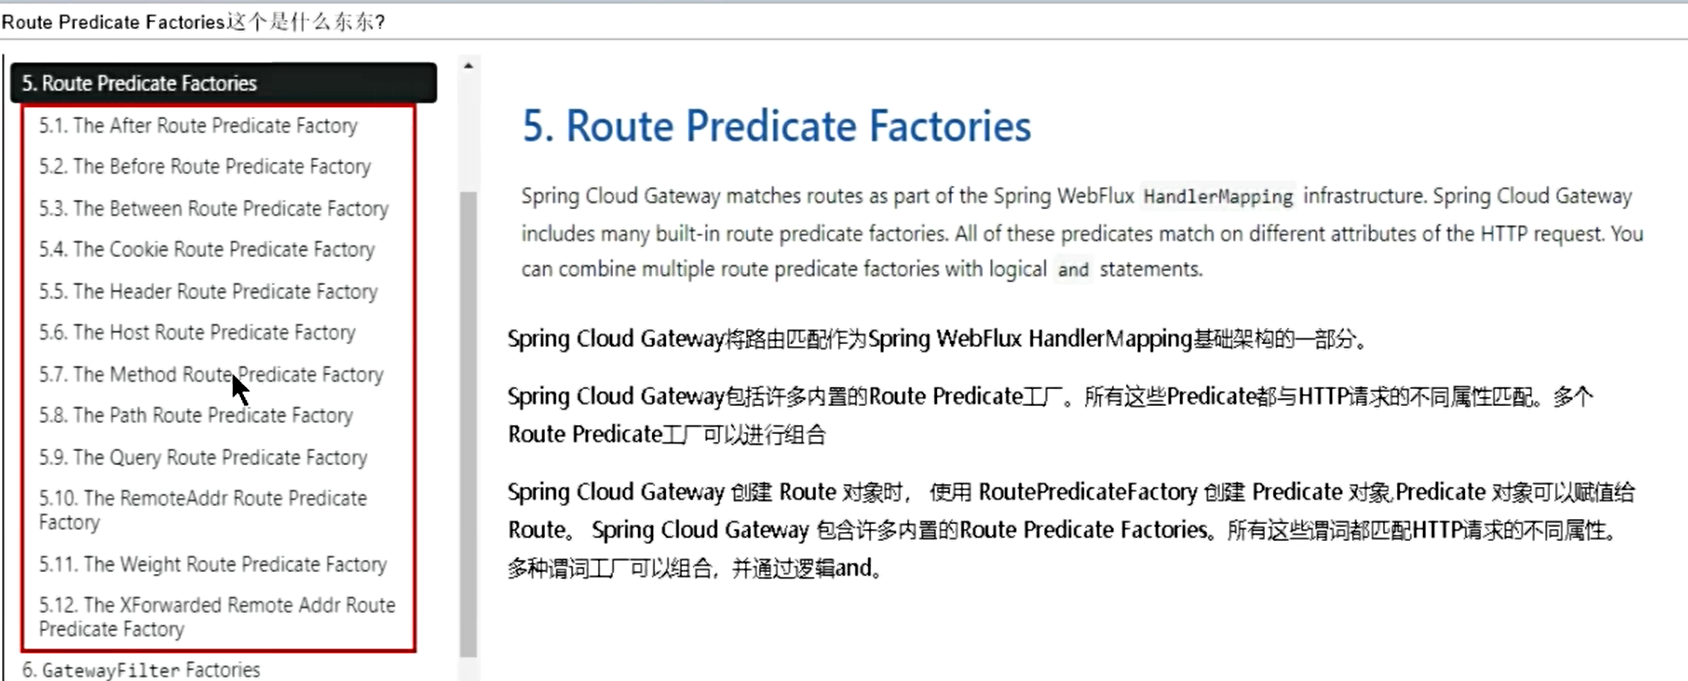 Route Predicate Factories这个是什么东东?
5. Route Predicate Factories
5.1. The After Route Predicate Factory
5.2. The Before Route Predicate Factory
5.3. The Between Route Predicate Factory
5.4. The Cookie Route Predicate Factory
5.5. The Header Route Predicate Factory
5.6. The Host Route Predicate Factory
5.7. The Method Route Predicate Factory
5.8. The Path Route Predicate Factory
5.9. The Query Route Predicate Factory
5.10. The RemoteAddr Route Predicate
Factory
5.11. The Weight Route Predicate Factory
5.12. The XForwarded Remote Addr Route
Predicate Factory
6. GatewayFilter Factories
5. Route Predicate Factories
Spring Cloud Gateway matches routes as part of the Spring WebFlux HandlerMapping infrastructure. Spring Cloud Gateway
includes many built-in route predicate factories. All of these predicates match on different attributes of the HTTP request. You
can combine multiple route predicate factories with logical and statements.
Spring Cloud Gateway将路由匹配作为Spring WebFlux HandlerMapping基础架构的一部分。
Spring Cloud Gateway包括许多内置的Route Predicate工厂。所有这些Predicate都与HTTP请求的不同属性匹配。多个
Route Predicate工厂可以进行组合
Spring Cloud Gateway 创建 Route 对象时， 使用 RoutePredicateFactory 创建 Predicate 对象,Predicate 对象可以赋值给
Route。 Spring Cloud Gateway 包含许多内置的Route Predicate Factories。所有这些谓词都匹配HTTP请求的不同属性。
多种谓词工厂可以组合，并通过逻辑and。